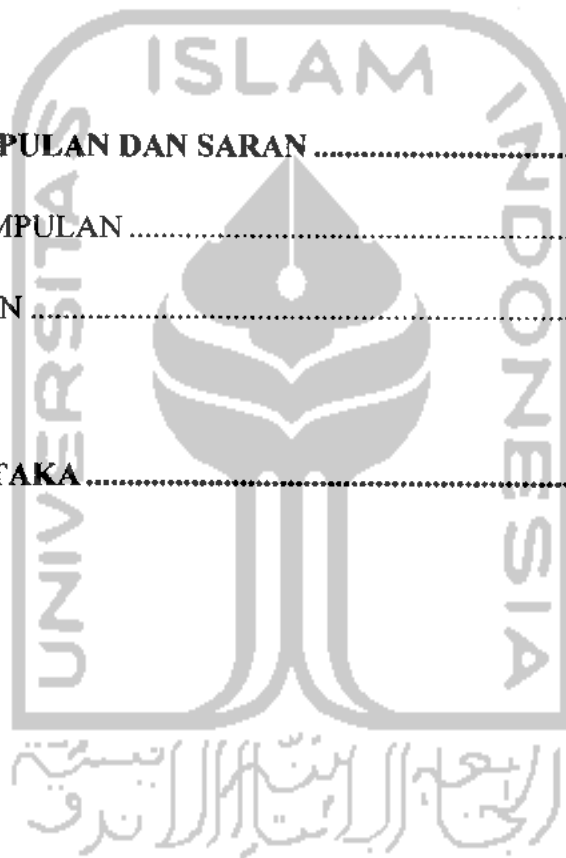 ISLAM
UNIVERSITAS
INDONESIA
PULAN DAN SARAN ..........................................
MPULAN ..........................................
N ..........................................
TAKA ..........................................